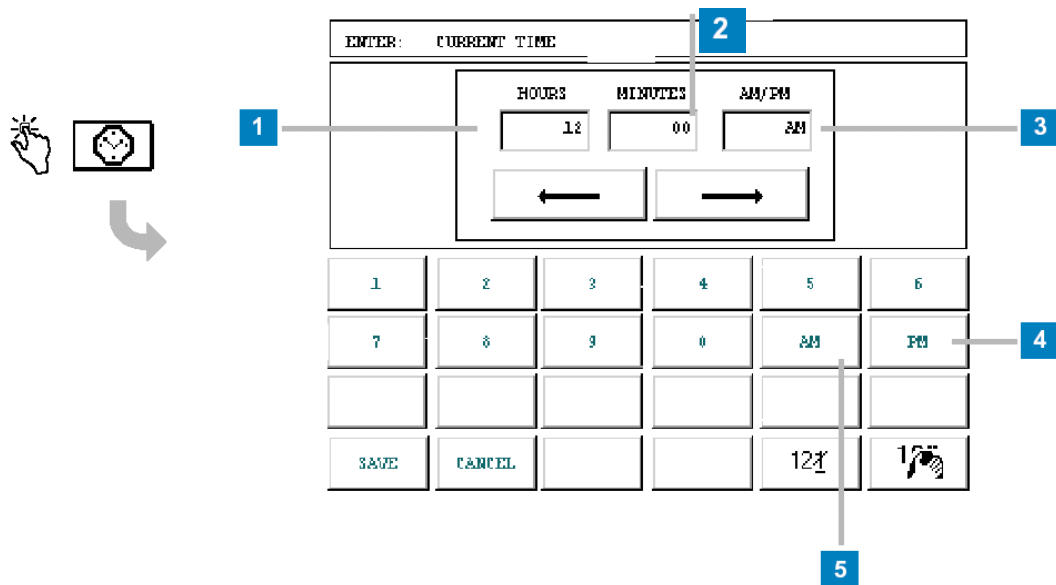 2
ENTER: CURRENT TIME
HOURS MINUTES AM/PM
1 12 00 AM 3
1 2 3 4 5 6
7 8 9 0 AM PM 4
SAVE CANCEL
5